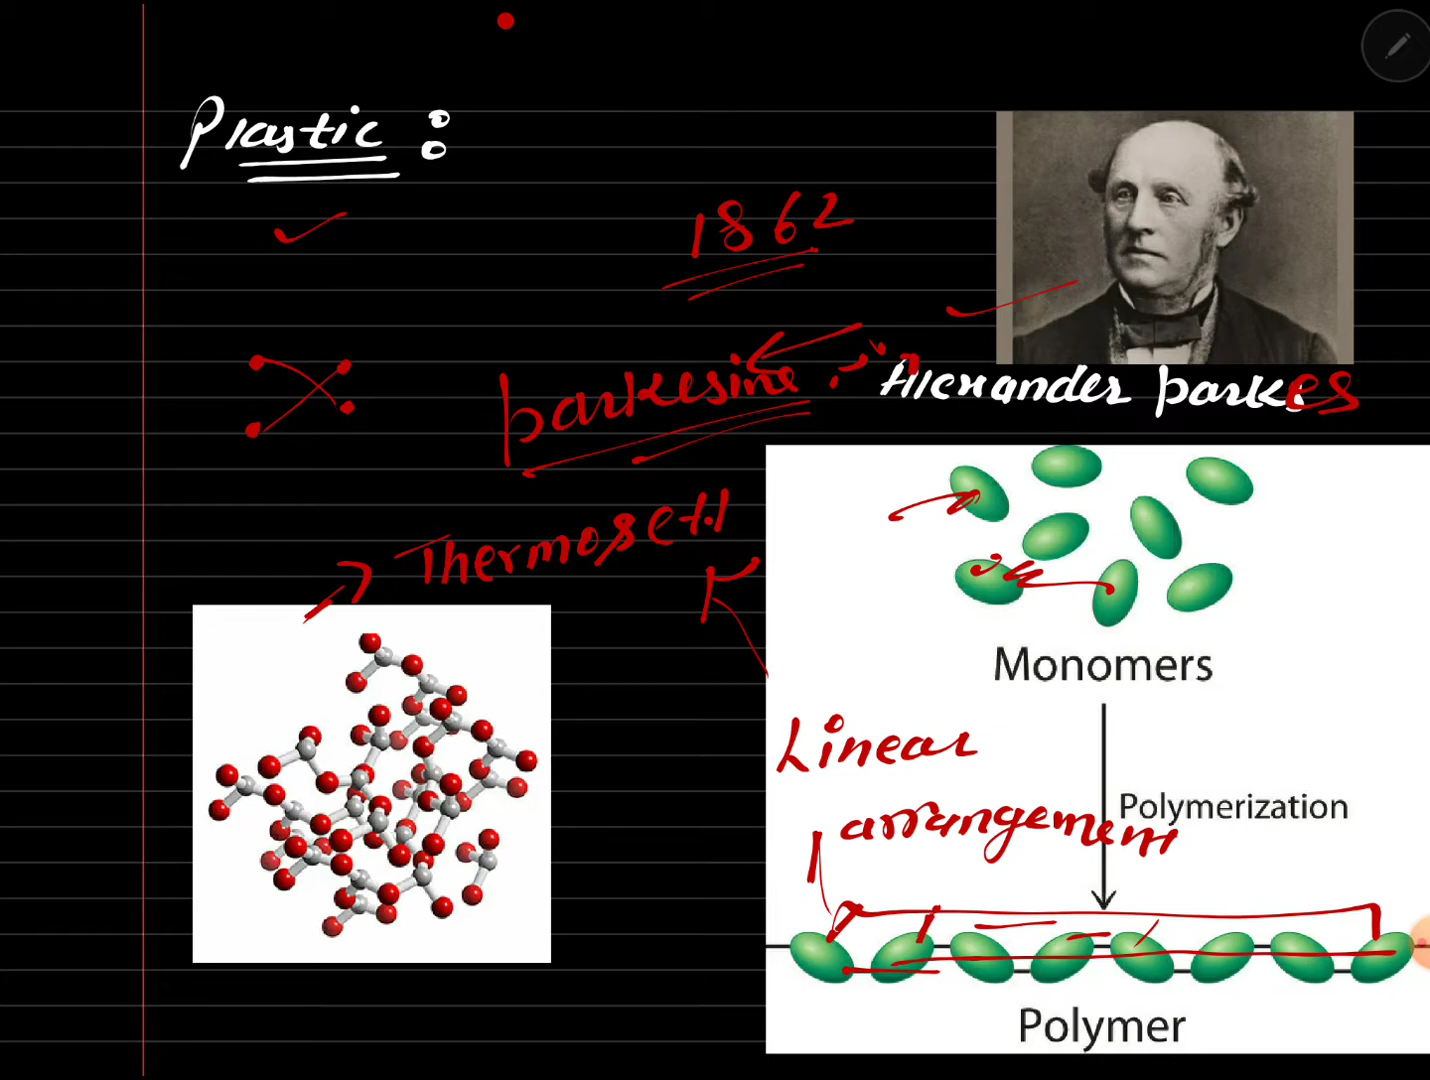 Plastic :
1862
parkesine :
Alexander parkes
Thermosett
Monomers
Linear
arrangement
Polymerization
Polymer